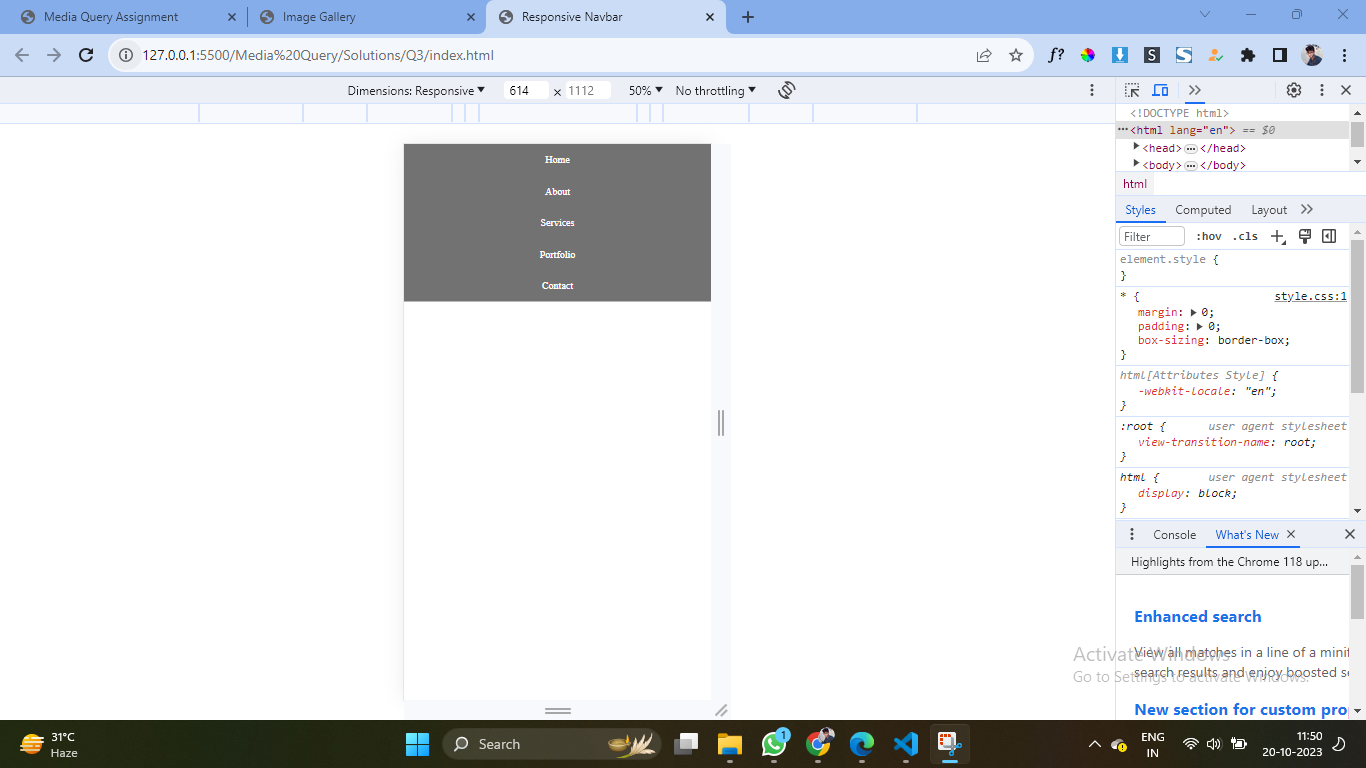 Media Query Assignment
Image Gallery
Responsive Navbar
127.0.0.1:5500/Media%20Query/Solutions/Q3/index.html
f?
S
Dimensions: Responsive
614 x 1112
50%
No throttling
Home
About
Services
Portfolio
Contact
<!DOCTYPE html>
<html lang="en"> == $0
<head> … </head>
<body> … </body>
html
Styles Computed Layout
Filter :hov .cls
element.style {
}
* { style.css:1
margin: 0;
padding: 0;
box-sizing: border-box;
}
html[Attributes Style] {
-webkit-locale: "en";
}
:root { user agent stylesheet
view-transition-name: root;
}
html { user agent stylesheet
display: block;
}
Console What's New
Highlights from the Chrome 118 up...
Enhanced search
View all matches in a line of a minif
search results and enjoy boosted se
New section for custom pro
Activate Windows
Go to Settings to activate Windows.
31°C
Haze
Search
1
ENG
IN
11:50
20-10-2023